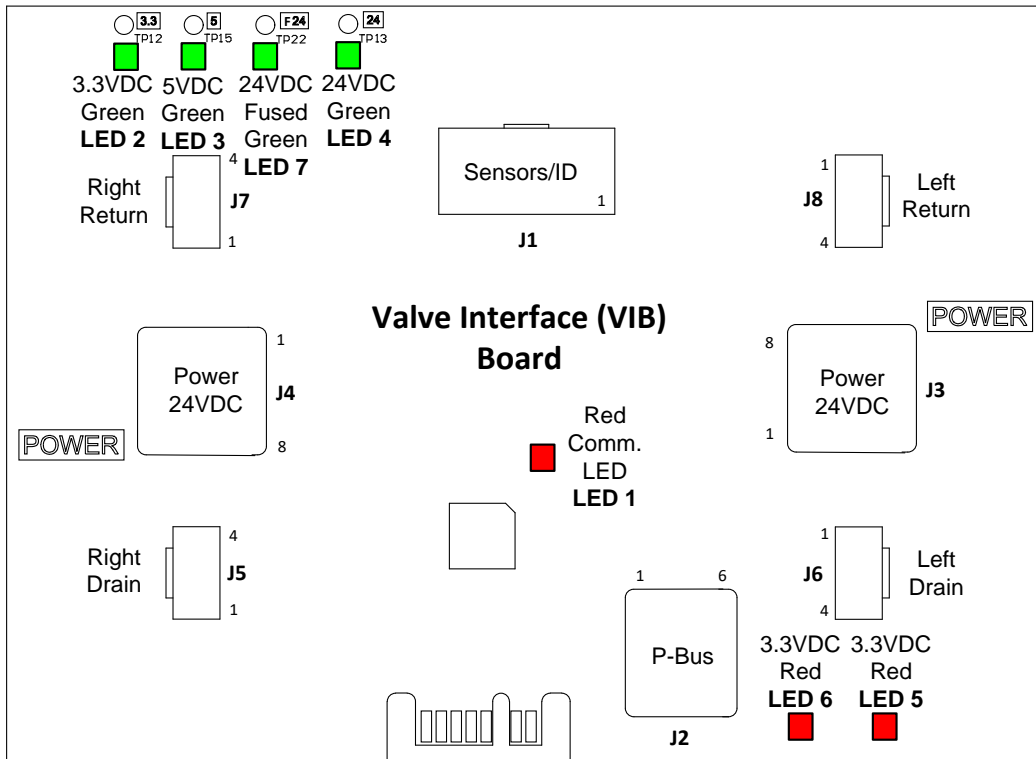 3.3
TP12
5
TP15
F 24
TP22
24
TP13
3.3VDC
Green
LED 2
5VDC
Green
LED 3
24VDC
Fused
Green
LED 7
24VDC
Green
LED 4
Right
Return
4
J7
1
Sensors/ID
1
J1
1
J8
4
Left
Return
Valve Interface (VIB)
Board
POWER
Power
24VDC
1
J4
8
POWER
8
Power
24VDC
1
J3
Red
Comm.
LED
LED 1
Right
Drain
4
J5
1
1
J6
4
Left
Drain
1 6
P-Bus
J2
3.3VDC
Red
LED 6
3.3VDC
Red
LED 5